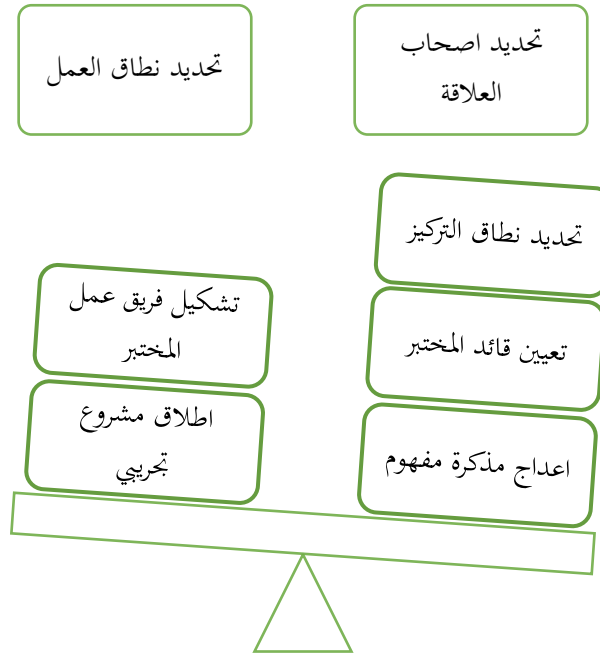 تحديد اصحاب
العلاقة
تحديد نطاق العمل
تحديد نطاق التركيز
تعيين قائد المختبر
اعداج مذكرة مفهوم
تشكيل فريق عمل
المختبر
اطلاق مشروع
تجريبي